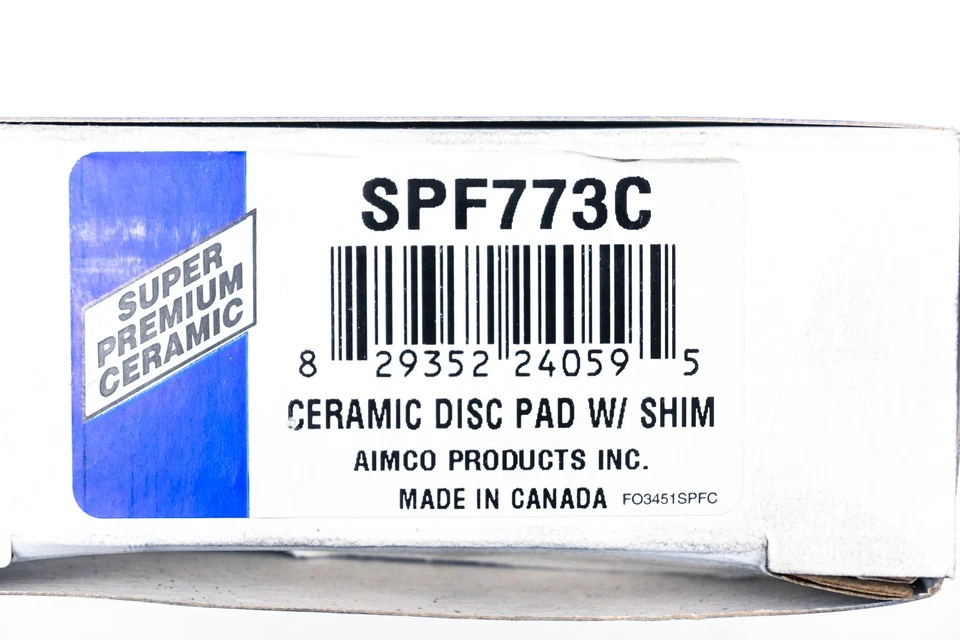 SUPER
PREMIUM
CERAMIC
SPF773C
8 29352 24059 5
CERAMIC DISC PAD W/ SHIM
AIMCO PRODUCTS INC.
MADE IN CANADA FO3451SPFC